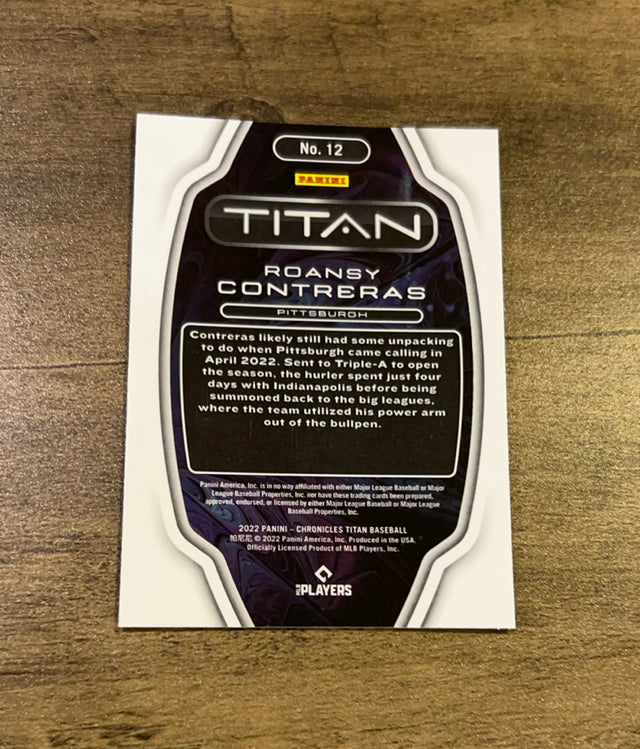 No. 12
PANINI
TITAN
ROANSY
CONTRERAS
PITTSBURGH
Contreras likely still had some unpacking
to do when Pittsburgh came calling in
April 2022. Sent to Triple-A to open
the season, the hurler spent just four
days with Indianapolis before being
summoned back to the big leagues,
where the team utilized his power arm
out of the bullpen.
Panini America, Inc. is in no way affiliated with either Major League Baseball or Major
League Baseball Properties, Inc. nor have these trading cards been prepared,
approved, endorsed, or licensed by either Major League Baseball or Major League
Baseball Properties, Inc.
2022 PANINI – CHRONICLES TITAN BASEBALL
帕尼尼 © 2022 Panini America, Inc. Produced in the USA.
Officially Licensed Product of MLB Players, Inc.
MLB PLAYERS